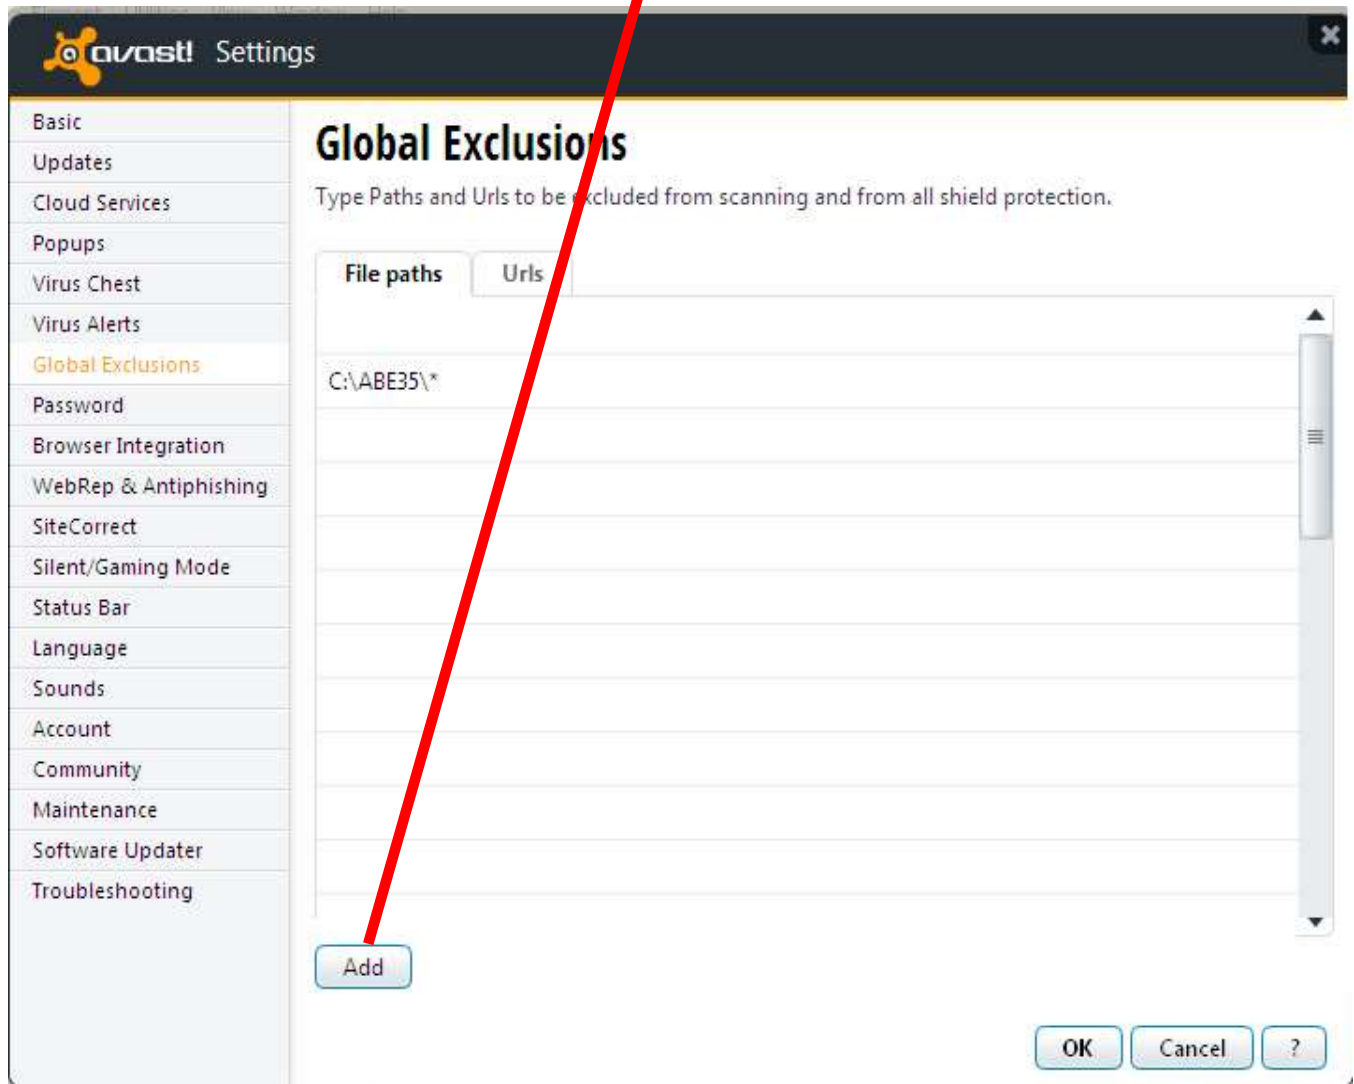 avast! Settings
Basic
Updates
Cloud Services
Popups
Virus Chest
Virus Alerts
Global Exclusions
Password
Browser Integration
WebRep & Antiphishing
SiteCorrect
Silent/Gaming Mode
Status Bar
Language
Sounds
Account
Community
Maintenance
Software Updater
Troubleshooting
Global Exclusions
Type Paths and Urls to be excluded from scanning and from all shield protection.
File paths Urls
C:\ABE35\*
Add
OK Cancel ?